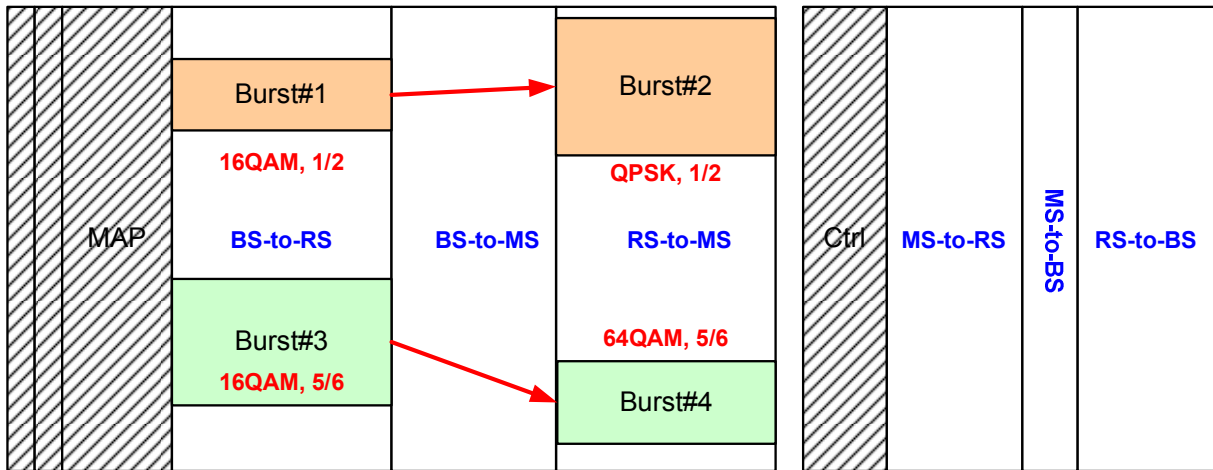 Burst#1
Burst#2
16QAM, 1/2
QPSK, 1/2
MAP
BS-to-RS
BS-to-MS
RS-to-MS
Ctrl
MS-to-RS
MS-to-BS
RS-to-BS
Burst#3
16QAM, 5/6
64QAM, 5/6
Burst#4